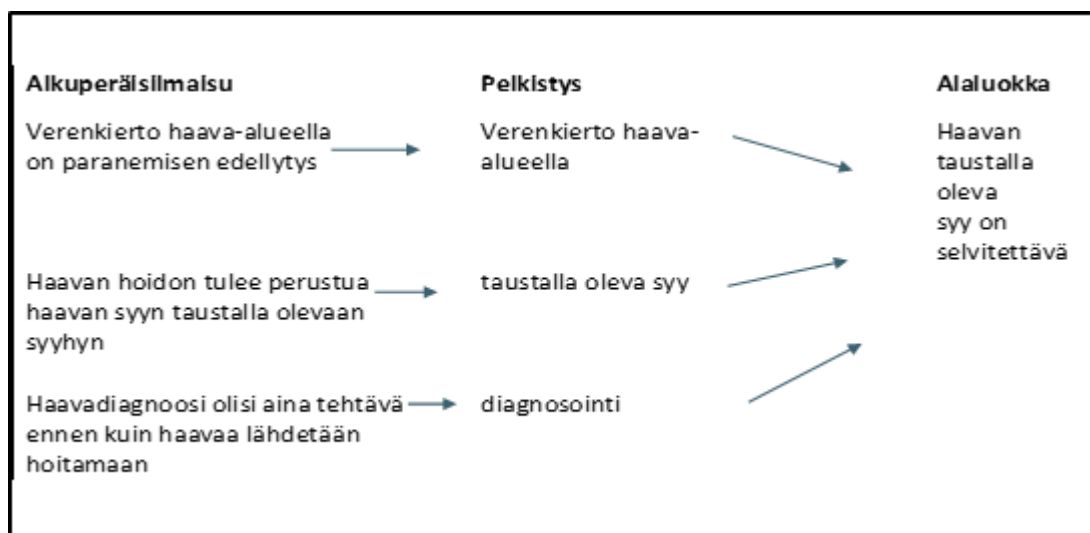 Alkuperäisilmaisu
Verenkierto haava-alueella
on paranemisen edellytys
Haavan hoidon tulee perustua
haavan syyn taustalla olevaan
syyhyn
Haavadiagnoosi olisi aina tehtävä
ennen kuin haavaa lähdetään
hoitamaan
Pelkistys
Verenkierto haava-
alueella
taustalla oleva syy
diagnosointi
Alaluokka
Haavan
taustalla
oleva
syy on
selvitettävä